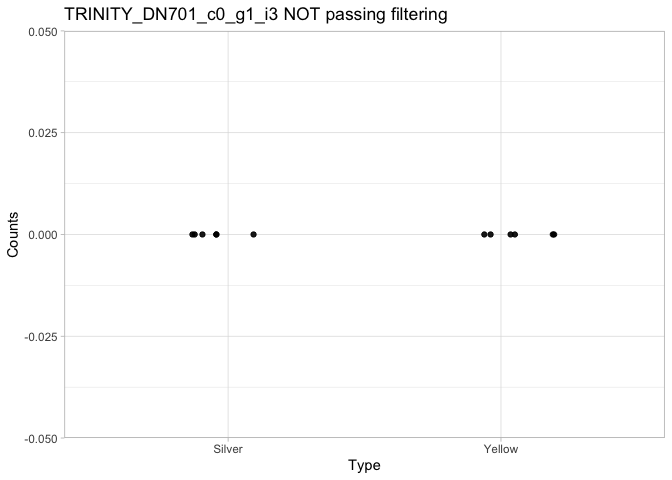 TRINITY_DN701_c0_g1_i3 NOT passing filtering
0.050
0.025
0.000
-0.025
-0.050
Counts
Silver
Yellow
Type